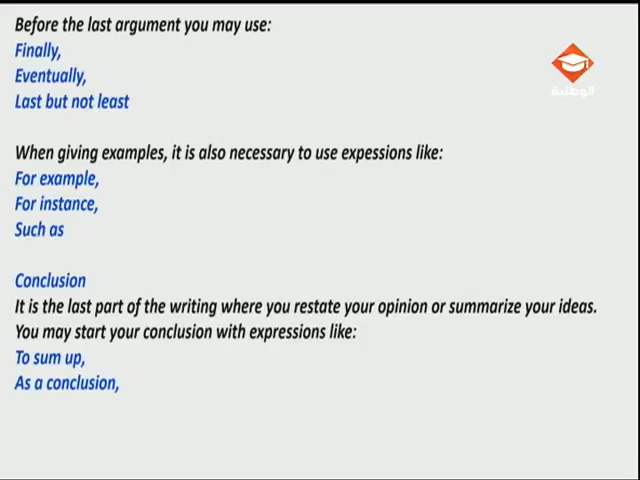 Before the last argument you may use:
Finally,
Eventually,
Last but not least
الوطنية
When giving examples, it is also necessary to use expessions like:
For example,
For instance,
Such as
Conclusion
It is the last part of the writing where you restate your opinion or summarize your ideas.
You may start your conclusion with expressions like:
To sum up,
As a conclusion,